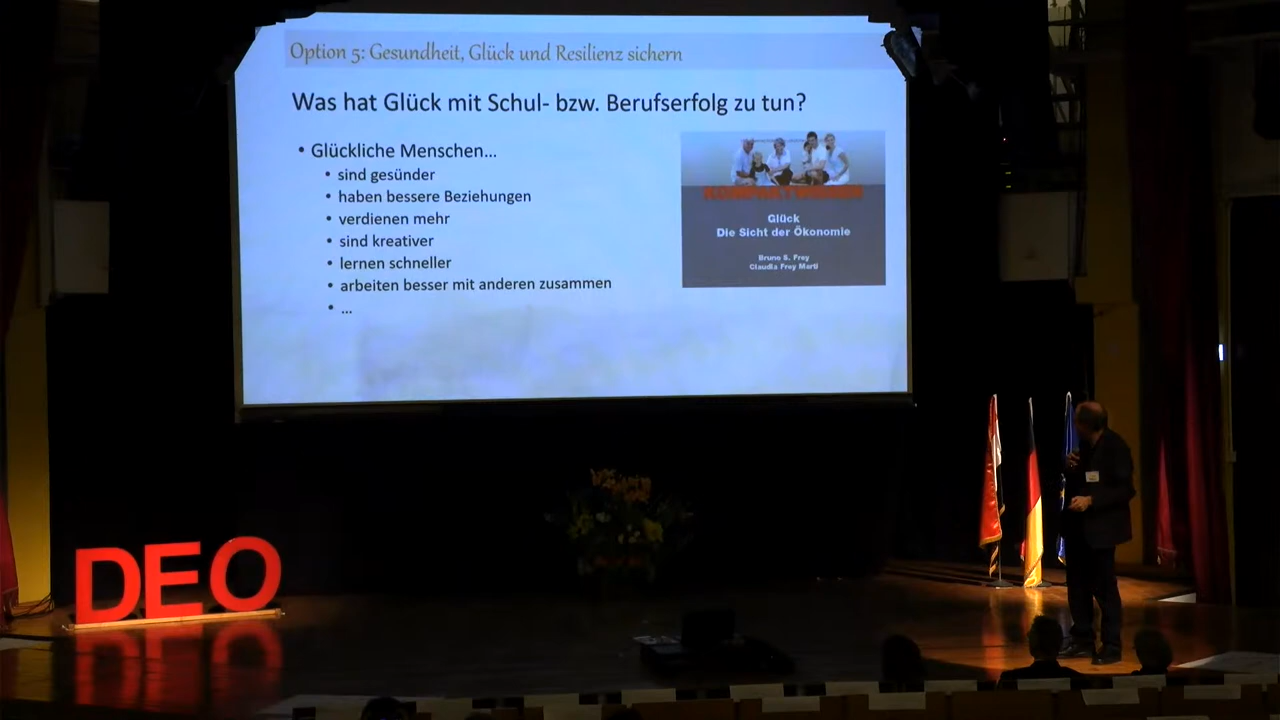 Option 5: Gesundheit, Glück und Resilienz sichern
Was hat Glück mit Schul- bzw. Berufserfolg zu tun?
• Glückliche Menschen...
• sind gesünder
• haben bessere Beziehungen
• verdienen mehr
• sind kreativer
• lernen schneller
• arbeiten besser mit anderen zusammen
• ...
Glück
Die Sicht der Ökonomie
Bruno S. Frey
Claudia Frey Marti
DEO